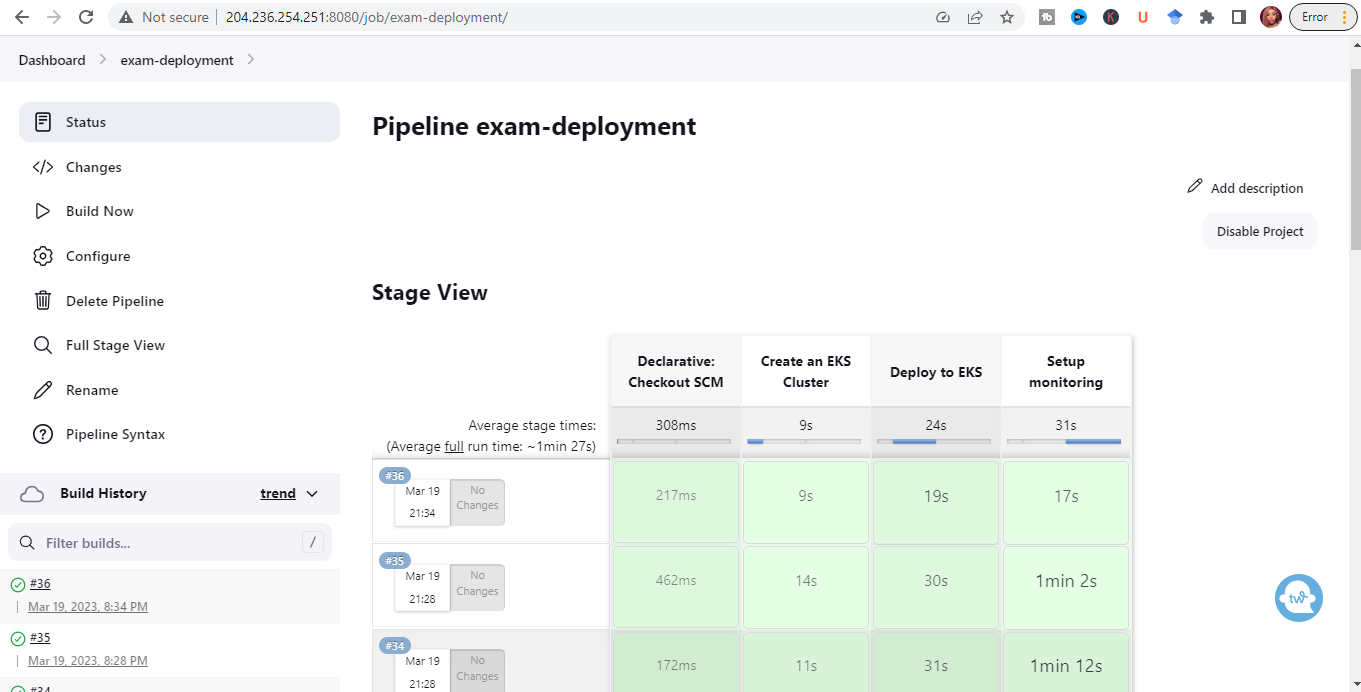 Not secure
204.236.254.251:8080/job/exam-deployment/
Error
Dashboard
exam-deployment
Status
Changes
Build Now
Configure
Delete Pipeline
Full Stage View
Rename
Pipeline Syntax
Build History
trend
Filter builds...
/
#36
Mar 19, 2023, 8:34 PM
#35
Mar 19, 2023, 8:28 PM
#34
Pipeline exam-deployment
Add description
Disable Project
Stage View
Declarative:
Checkout SCM
Create an EKS
Cluster
Deploy to EKS
Setup
monitoring
Average stage times:
(Average full run time: ~1min 27s)
308ms
9s
24s
31s
#36
Mar 19
21:34
No
Changes
217ms
9s
19s
17s
#35
Mar 19
21:28
No
Changes
462ms
14s
30s
1min 2s
#34
Mar 19
21:28
No
Changes
172ms
11s
31s
1min 12s
tb
K
U
tw